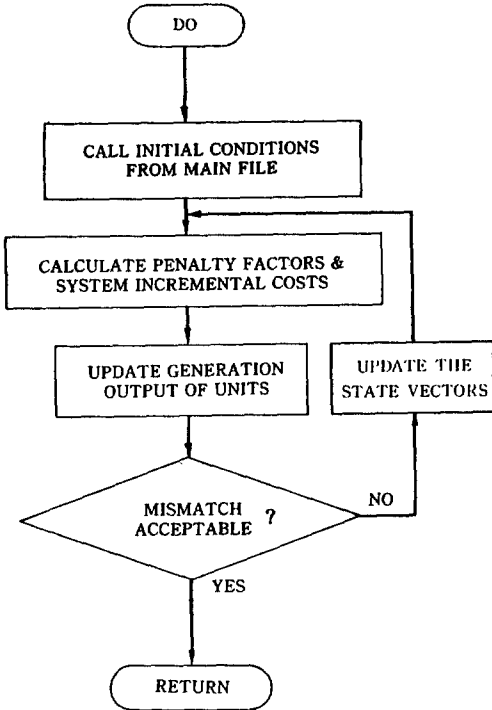 DO
CALL INITIAL CONDITIONS
FROM MAIN FILE
CALCULATE PENALTY FACTORS &
SYSTEM INCREMENTAL COSTS
UPDATE GENERATION
OUTPUT OF UNITS
UPDATE THE
STATE VECTORS
MISMATCH
ACCEPTABLE ?
NO
YES
RETURN